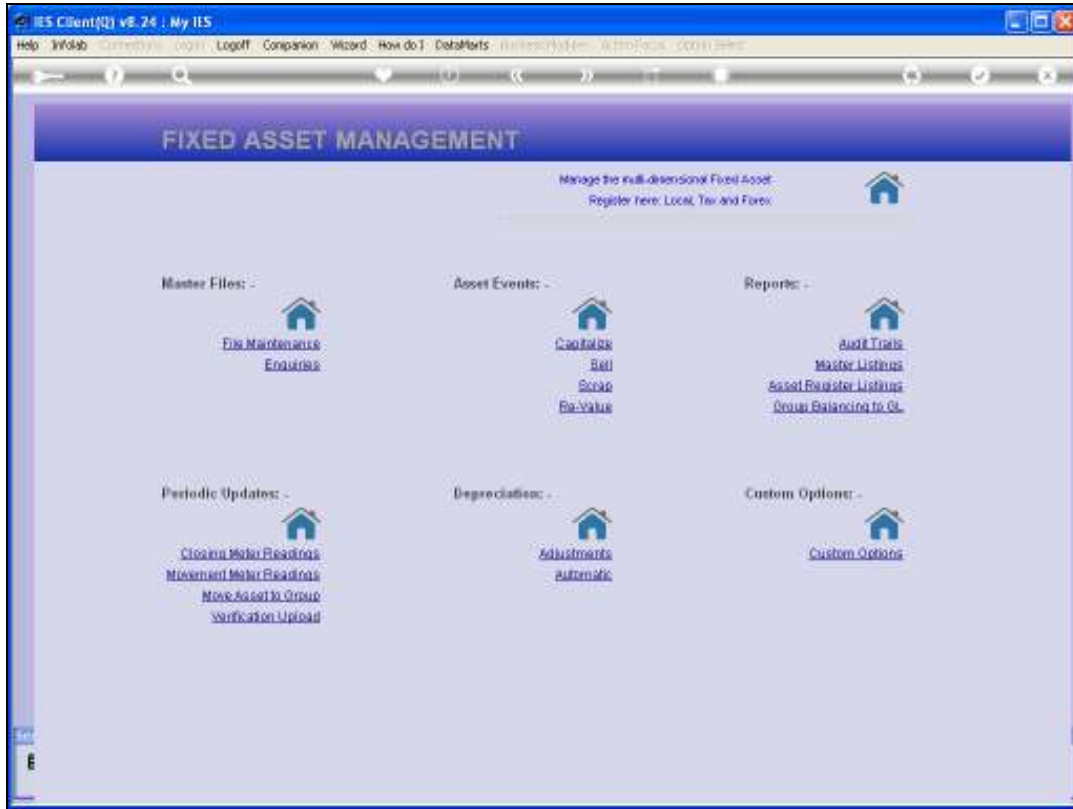 IES Client(Q) v8.24 : My IES
Help Infolab Connections Login Logoff Companion Wizard How do I DataMarts
FIXED ASSET MANAGEMENT
Manage the multi-dimensional Fixed Asset
Register here: Local, Tax and Forex
Master Files: -
File Maintenance
Enquiries
Asset Events: -
Capitalize
Sell
Scrap
Re-Value
Reports: -
Audit Trails
Master Listings
Asset Register Listings
Group Balancing to GL
Periodic Updates: -
Closing Meter Readings
Movement Meter Readings
Move Asset to Group
Verification Upload
Depreciation: -
Adjustments
Automatic
Custom Options: -
Custom Options